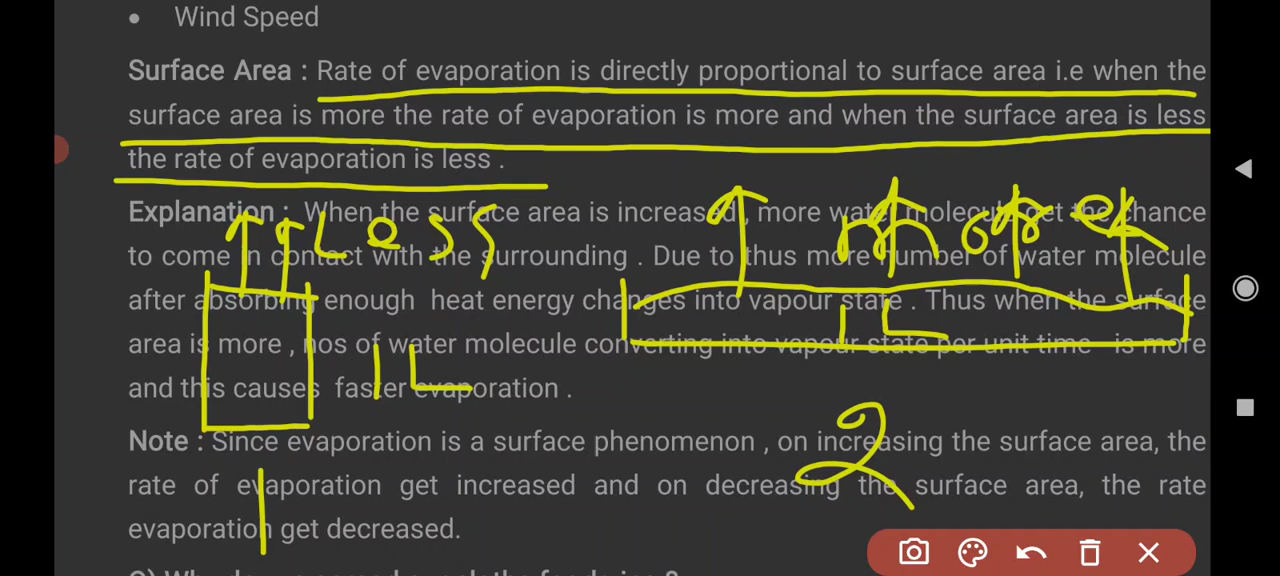 • Wind Speed
Surface Area : Rate of evaporation is directly proportional to surface area i.e when the
surface area is more the rate of evaporation is more and when the surface area is less
the rate of evaporation is less .
Explanation : When the surface area is increased , more water molecule get the chance
to come in contact with the surrounding . Due to thus more number of water molecule
after absorbing enough heat energy changes into vapour state . Thus when the surface
area is more , nos of water molecule converting into vapour state per unit time is more
and this causes faster evaporation .
Note : Since evaporation is a surface phenomenon , on increasing the surface area, the
rate of evaporation get increased and on decreasing the surface area, the rate
evaporation get decreased.
Less
more
1L
1L
1
2